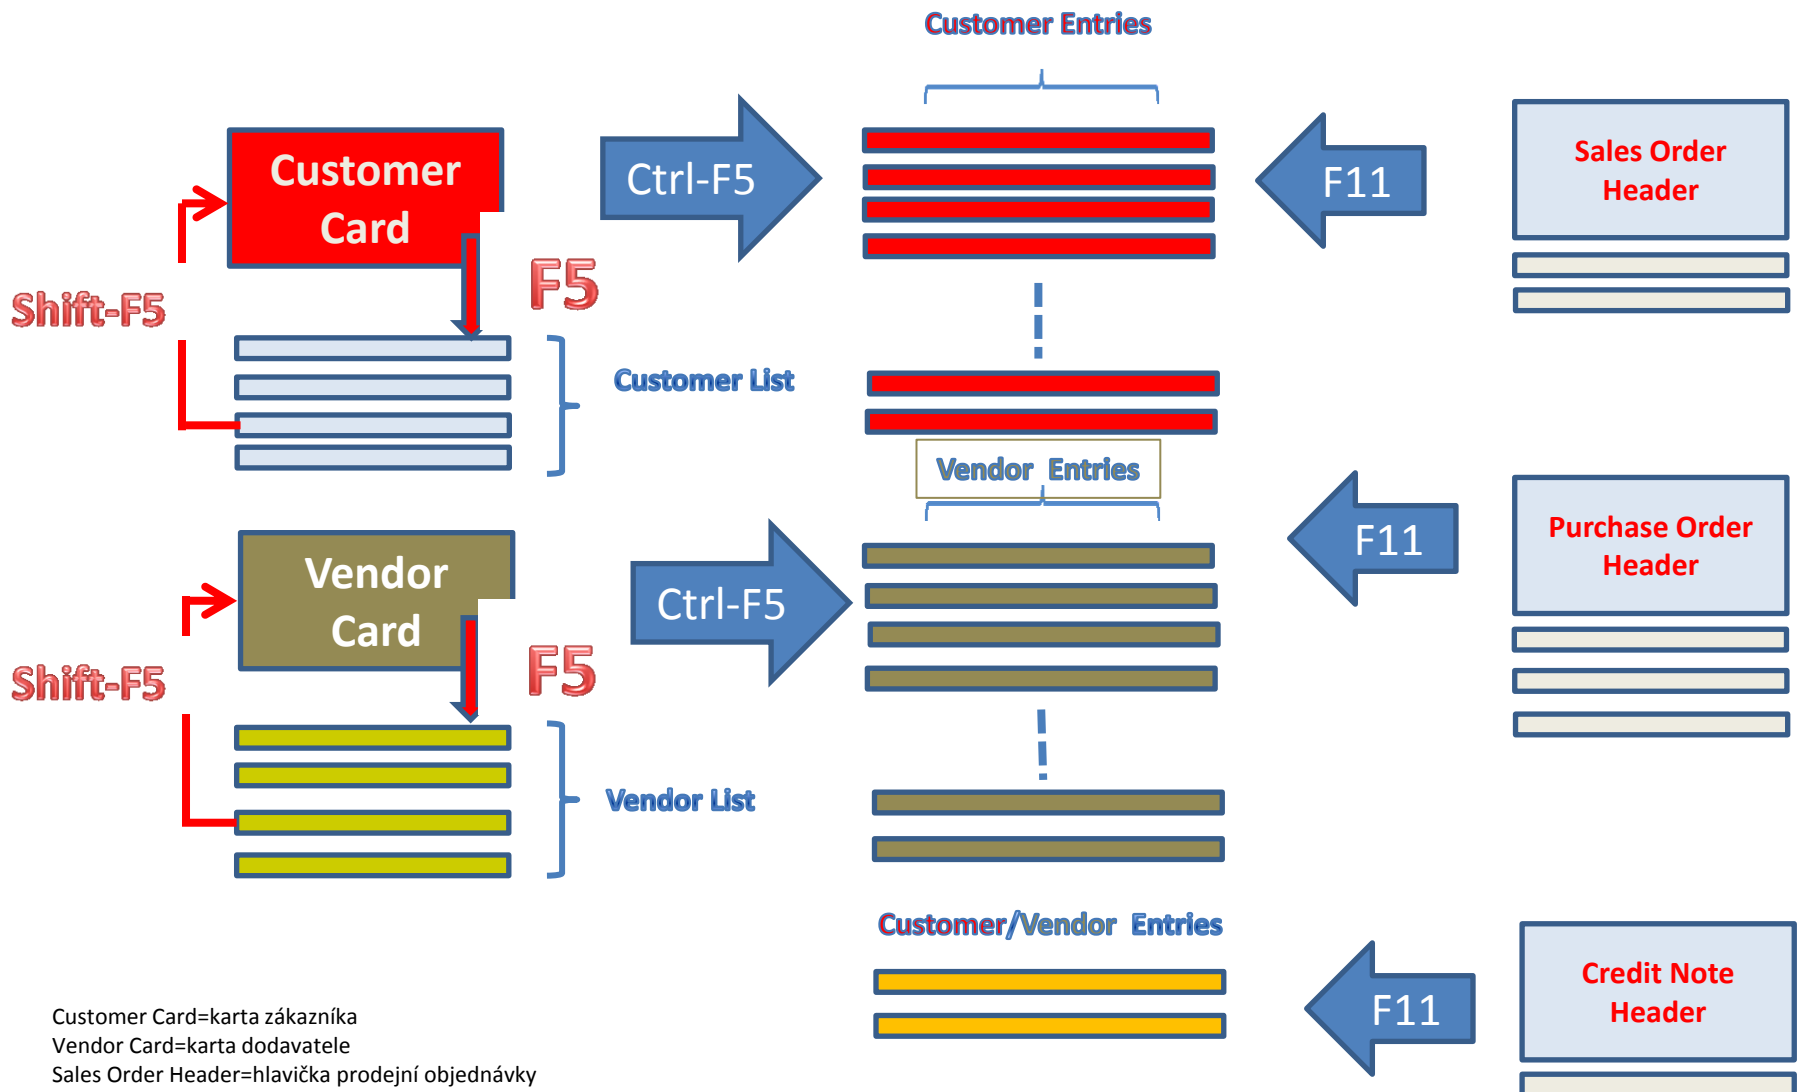 Customer Entries
Customer
Card
Ctrl-F5
F11
Sales Order
Header
Shift-F5
F5
Customer List
Vendor Entries
Vendor
Card
Ctrl-F5
F11
Purchase Order
Header
Shift-F5
F5
Vendor List
Customer/Vendor Entries
F11
Credit Note
Header
Customer Card=karta zákazníka
Vendor Card=karta dodavatele
Sales Order Header=hlavička prodejní objednávky